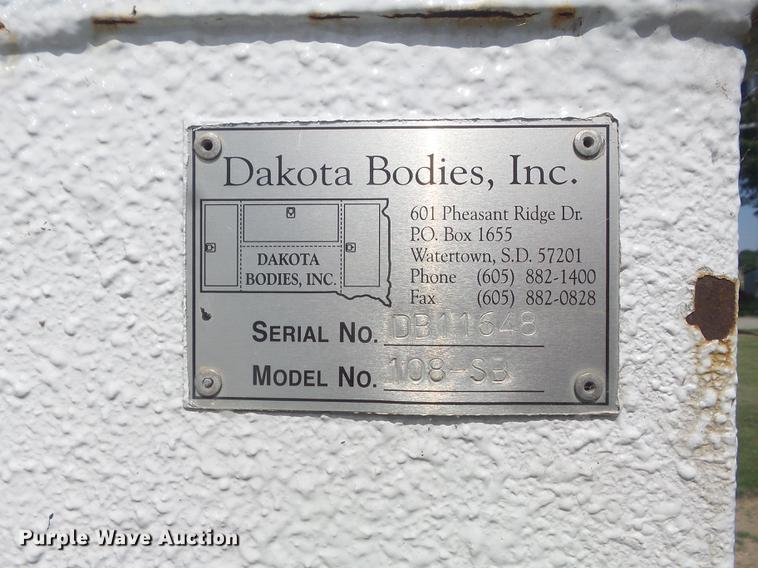 Dakota Bodies, Inc.
DAKOTA
BODIES, INC.
601 Pheasant Ridge Dr.
P.O. Box 1655
Watertown, S.D. 57201
Phone (605) 882-1400
Fax (605) 882-0828
SERIAL NO. DB11648
MODEL NO. 108-SB
Purple Wave Auction